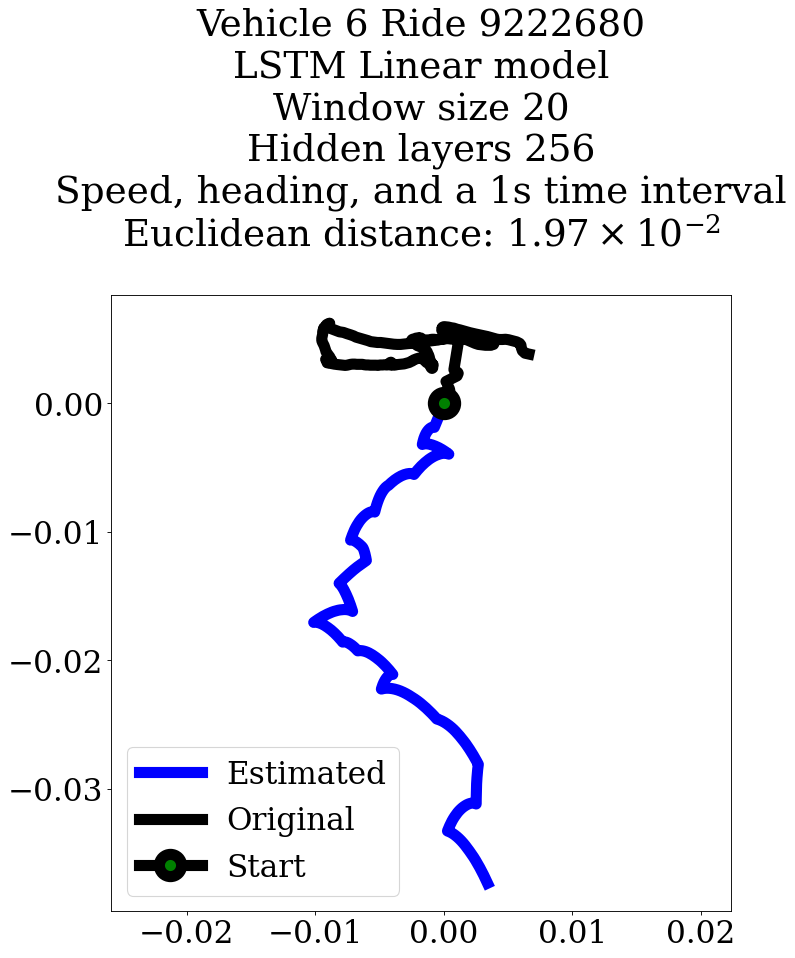 Vehicle 6 Ride 9222680
LSTM Linear model
Window size 20
Hidden layers 256
Speed, heading, and a 1s time interval
Euclidean distance: 1.97 × 10⁻²
0.00
−0.01
−0.02
−0.03
Estimated
Original
Start
−0.02 −0.01 0.00 0.01 0.02